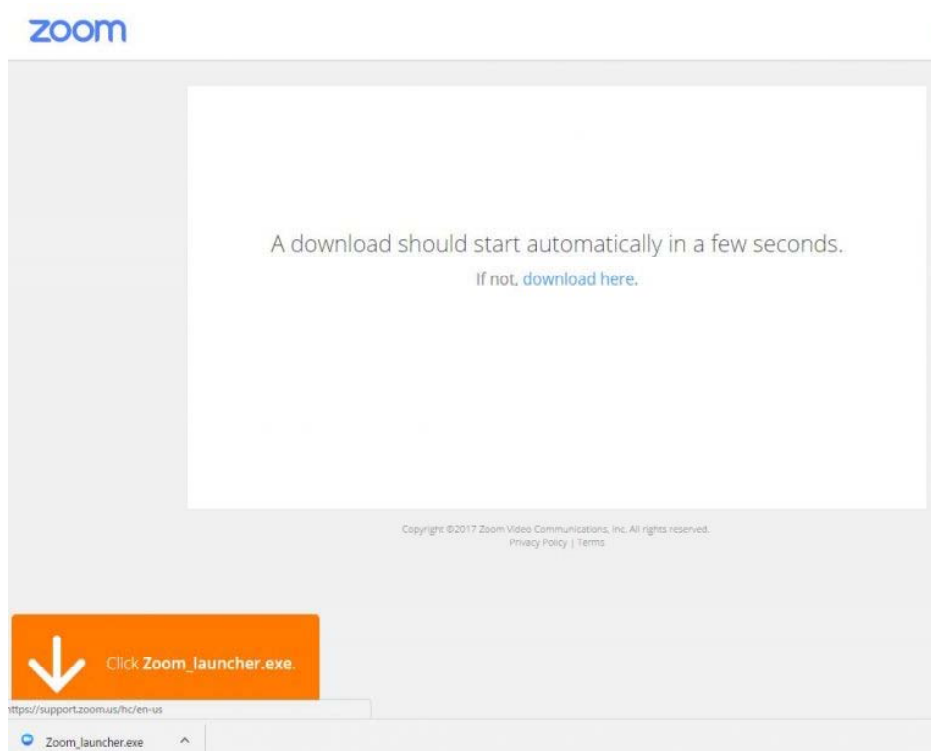 zoom
A download should start automatically in a few seconds.
If not, download here.
Copyright ©2017 Zoom Video Communications, Inc. All rights reserved.
Privacy Policy | Terms
Click Zoom_launcher.exe.
https://support.zoom.us/hc/en-us
Zoom_launcher.exe